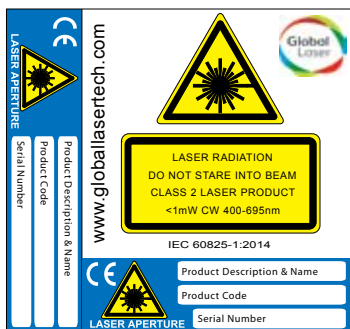 CE
LASER APERTURE
Product Description & Name
Product Code
Serial Number
www.globallasertech.com
Global
Laser
LASER RADIATION
DO NOT STARE INTO BEAM
CLASS 2 LASER PRODUCT
<1mW CW 400-695nm
IEC 60825-1:2014
CE
LASER APERTURE
Product Description & Name
Product Code
Serial Number